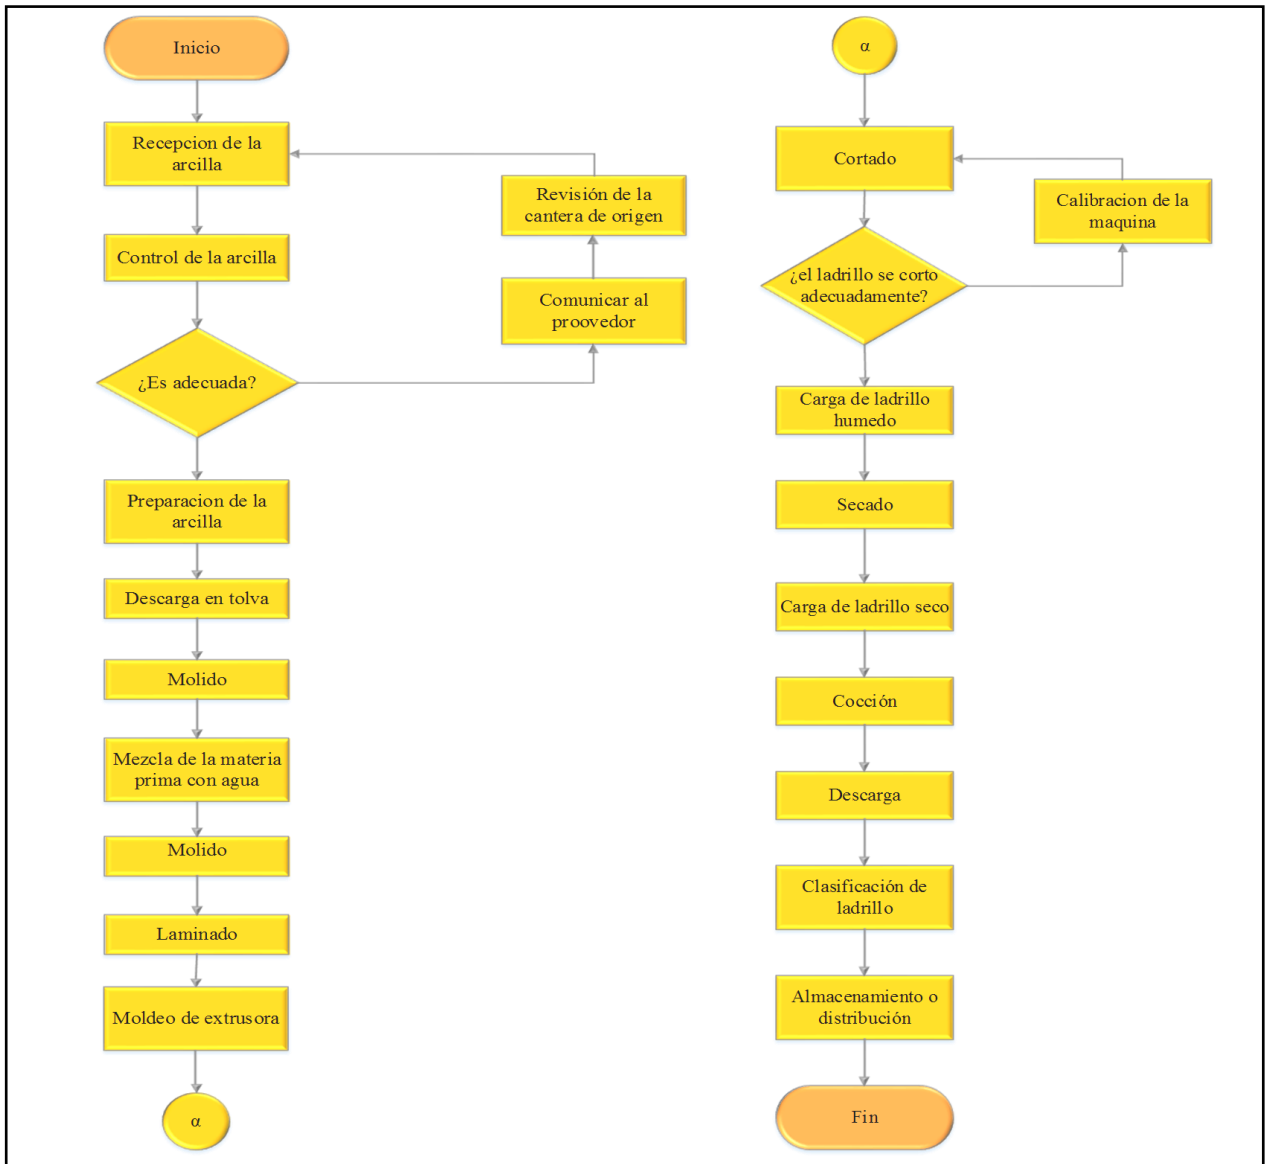 Inicio
Recepcion de la
arcilla
Revisión de la
cantera de origen
Control de la arcilla
Comunicar al
proovedor
¿Es adecuada?
Preparacion de la
arcilla
Descarga en tolva
Molido
Mezcla de la materia
prima con agua
Molido
Laminado
Moldeo de extrusora
α
α
Cortado
Calibracion de la
maquina
¿el ladrillo se corto
adecuadamente?
Carga de ladrillo
humedo
Secado
Carga de ladrillo seco
Cocción
Descarga
Clasificación de
ladrillo
Almacenamiento o
distribución
Fin